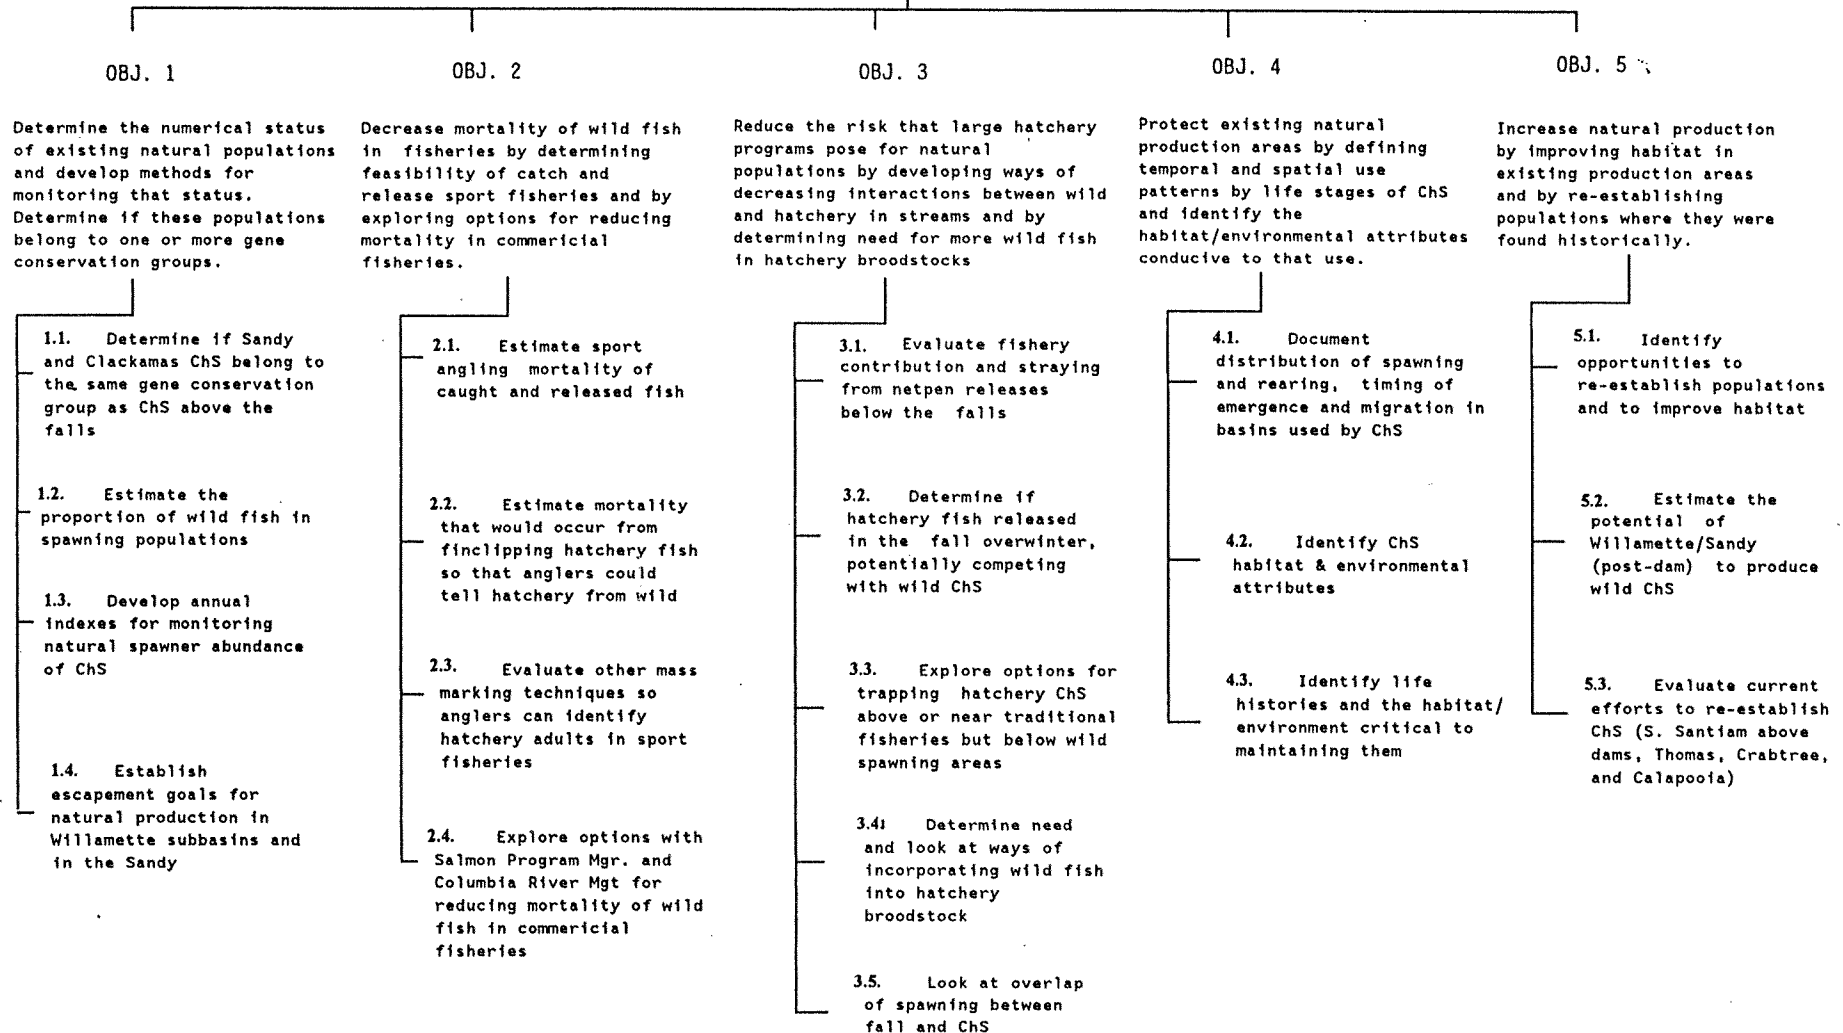 OBJ. 1
Determine the numerical status
of existing natural populations
and develop methods for
monitoring that status.
Determine if these populations
belong to one or more gene
conservation groups.
1.1. Determine if Sandy
and Clackamas ChS belong to
the same gene conservation
group as ChS above the
falls
1.2. Estimate the
proportion of wild fish in
spawning populations
1.3. Develop annual
indexes for monitoring
natural spawner abundance
of ChS
1.4. Establish
escapement goals for
natural production in
Willamette subbasins and
in the Sandy
OBJ. 2
Decrease mortality of wild fish
in fisheries by determining
feasibility of catch and
release sport fisheries and by
exploring options for reducing
mortality in commericial
fisheries.
2.1. Estimate sport
angling mortality of
caught and released fish
2.2. Estimate mortality
that would occur from
finclipping hatchery fish
so that anglers could
tell hatchery from wild
2.3. Evaluate other mass
marking techniques so
anglers can identify
hatchery adults in sport
fisheries
2.4. Explore options with
Salmon Program Mgr. and
Columbia River Mgt for
reducing mortality of wild
fish in commericial
fisheries
OBJ. 3
Reduce the risk that large hatchery
programs pose for natural
populations by developing ways of
decreasing interactions between wild
and hatchery in streams and by
determining need for more wild fish
in hatchery broodstocks
3.1. Evaluate fishery
contribution and straying
from netpen releases
below the falls
3.2. Determine if
hatchery fish released
in the fall overwinter,
potentially competing
with wild ChS
3.3. Explore options for
trapping hatchery ChS
above or near traditional
fisheries but below wild
spawning areas
3.4: Determine need
and look at ways of
incorporating wild fish
into hatchery
broodstock
3.5. Look at overlap
of spawning between
fall and ChS
OBJ. 4
Protect existing natural
production areas by defining
temporal and spatial use
patterns by life stages of ChS
and identify the
habitat/environmental attributes
conducive to that use.
4.1. Document
distribution of spawning
and rearing, timing of
emergence and migration in
basins used by ChS
4.2. Identify ChS
habitat & environmental
attributes
4.3. Identify life
histories and the habitat/
environment critical to
maintaining them
OBJ. 5
Increase natural production
by improving habitat in
existing production areas
and by re-establishing
populations where they were
found historically.
5.1. Identify
opportunities to
re-establish populations
and to improve habitat
5.2. Estimate the
potential of
Willamette/Sandy
(post-dam) to produce
wild ChS
5.3. Evaluate current
efforts to re-establish
ChS (S. Santiam above
dams, Thomas, Crabtree,
and Calapooia)